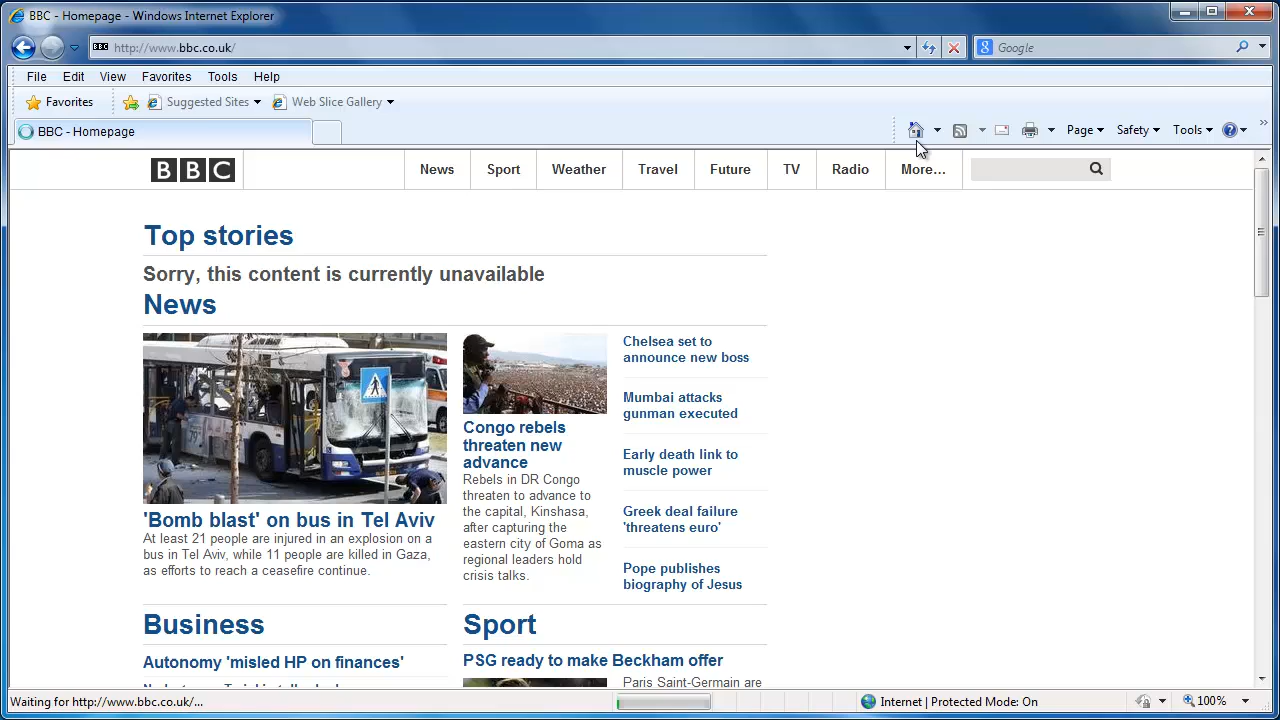 BBC - Homepage - Windows Internet Explorer
BBC http://www.bbc.co.uk/
Google
File Edit View Favorites Tools Help
Favorites Suggested Sites Web Slice Gallery
BBC - Homepage
Page Safety Tools
BBC News Sport Weather Travel Future TV Radio More...
Top stories
Sorry, this content is currently unavailable
News
'Bomb blast' on bus in Tel Aviv
At least 21 people are injured in an explosion on a
bus in Tel Aviv, while 11 people are killed in Gaza,
as efforts to reach a ceasefire continue.
Congo rebels
threaten new
advance
Rebels in DR Congo
threaten to advance to
the capital, Kinshasa,
after capturing the
eastern city of Goma as
regional leaders hold
crisis talks.
Chelsea set to
announce new boss
Mumbai attacks
gunman executed
Early death link to
muscle power
Greek deal failure
'threatens euro'
Pope publishes
biography of Jesus
Business
Autonomy 'misled HP on finances'
Sport
PSG ready to make Beckham offer
Paris Saint-Germain are
Waiting for http://www.bbc.co.uk/...
Internet | Protected Mode: On
100%